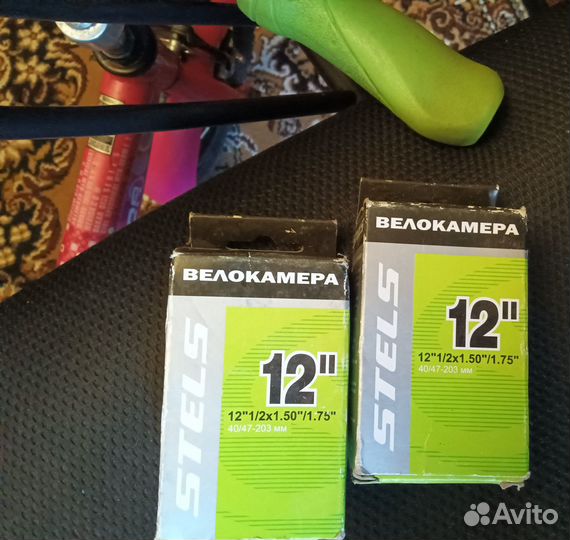 ВЕЛОКАМЕРА
STELS
12"
12"1/2x1.50"/1.75"
40/47-203 мм
ВЕЛОКАМЕРА
STELS
12"
12"1/2x1.50"/1.75"
40/47-203 мм
Avito